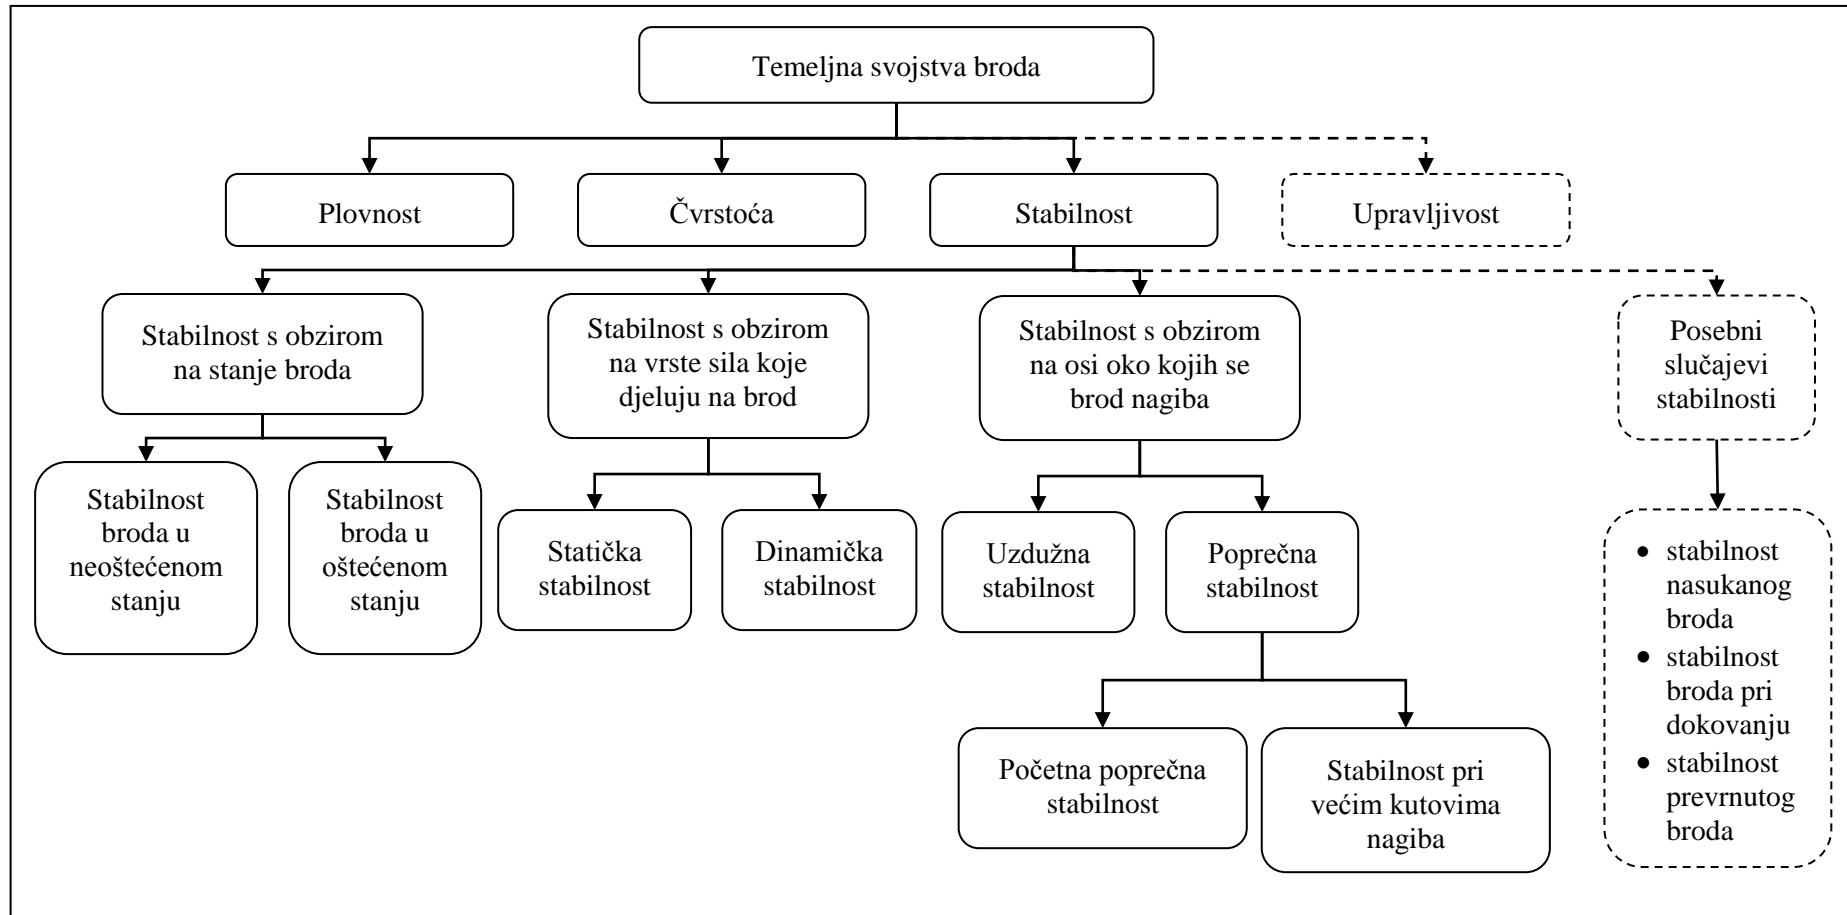 Temeljna svojstva broda
Plovnost
Čvrstoća
Stabilnost
Upravljivost
Stabilnost s obzirom
na stanje broda
Stabilnost s obzirom
na vrste sila koje
djeluju na brod
Stabilnost s obzirom
na osi oko kojih se
brod nagiba
Posebni
slučajevi
stabilnosti
Stabilnost
broda u
neoštećenom
stanju
Stabilnost
broda u
oštećenom
stanju
Statička
stabilnost
Dinamička
stabilnost
Uzdužna
stabilnost
Poprečna
stabilnost
• stabilnost
nasukanog
broda
• stabilnost
broda pri
dokovanju
• stabilnost
prevrnutog
broda
Početna poprečna
stabilnost
Stabilnost pri
većim kutovima
nagiba